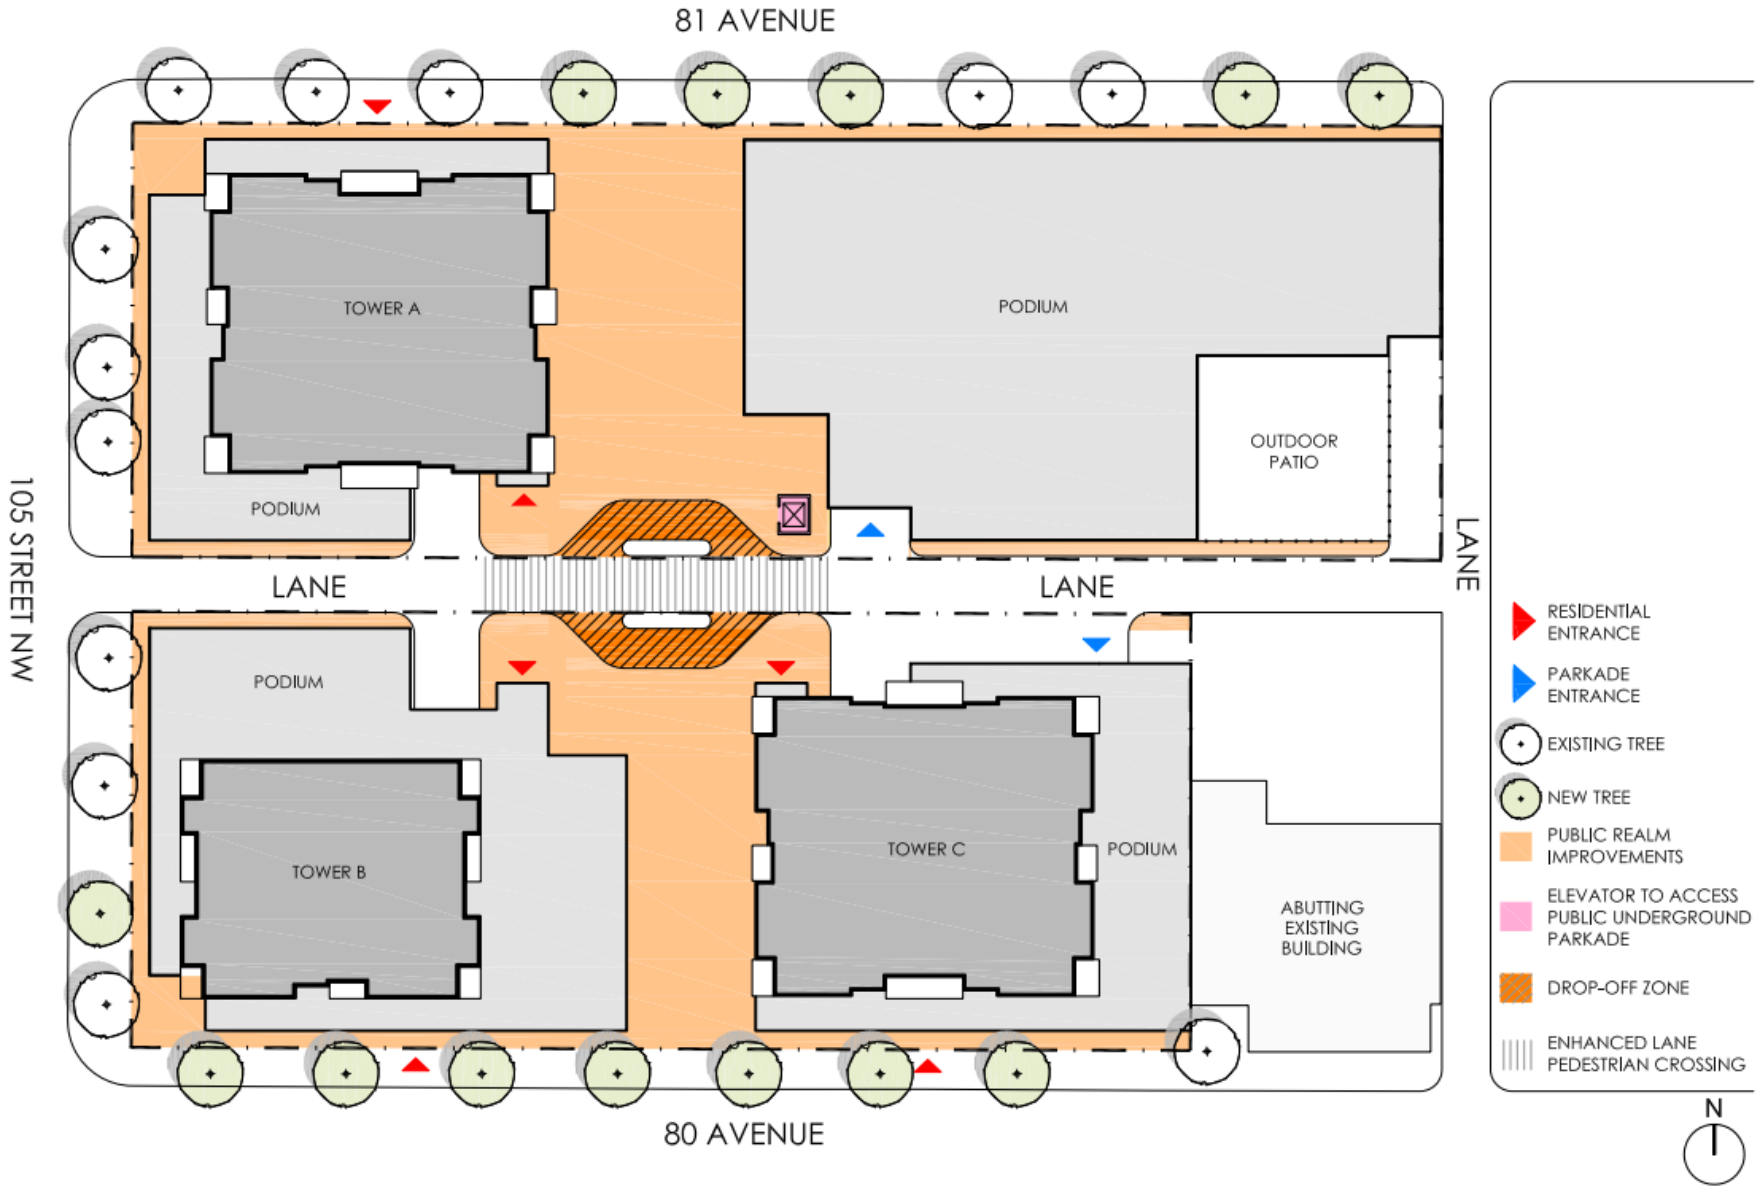 81 AVENUE
TOWER A
PODIUM
OUTDOOR
PATIO
PODIUM
105 STREET NW
LANE
LANE
LANE
PODIUM
TOWER B
TOWER C
PODIUM
ABUTTING
EXISTING
BUILDING
80 AVENUE
RESIDENTIAL
ENTRANCE
PARKADE
ENTRANCE
EXISTING TREE
NEW TREE
PUBLIC REALM
IMPROVEMENTS
ELEVATOR TO ACCESS
PUBLIC UNDERGROUND
PARKADE
DROP-OFF ZONE
ENHANCED LANE
PEDESTRIAN CROSSING
N